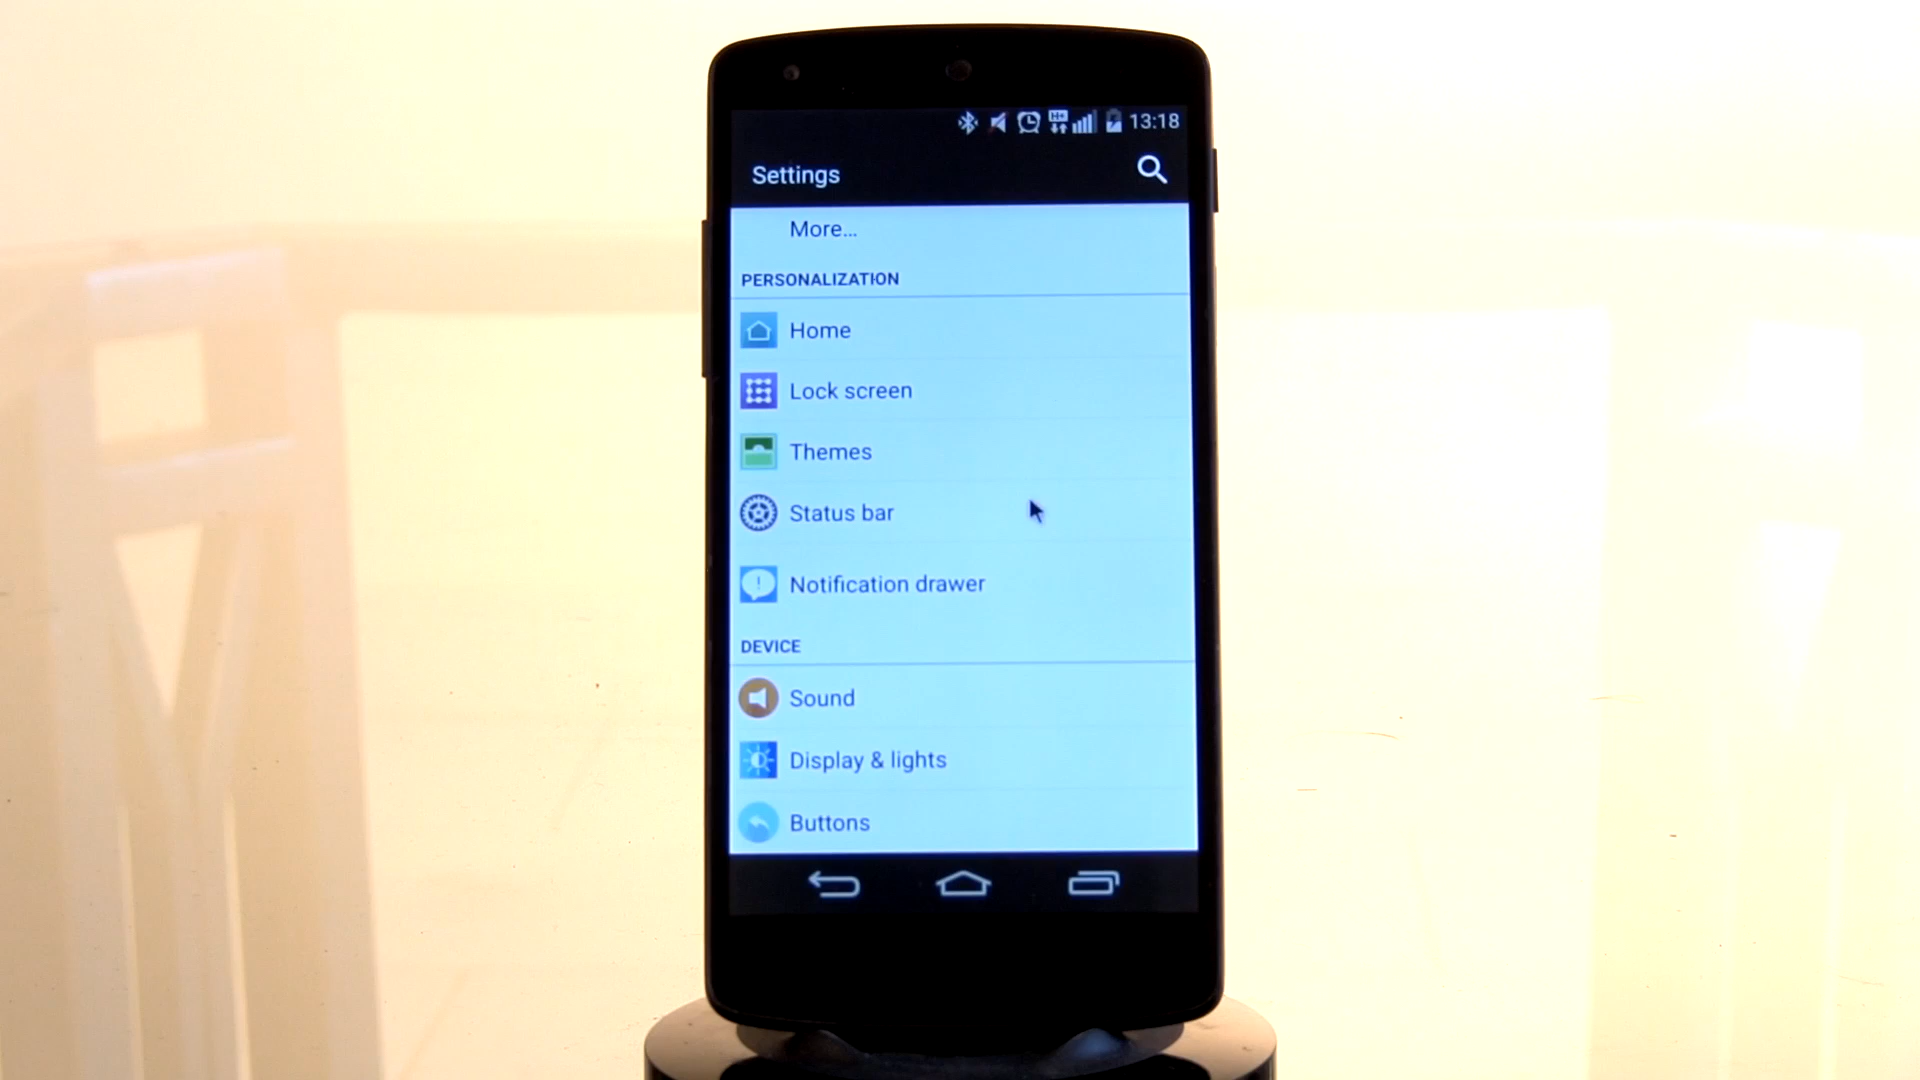 H+ 13:18
Settings
More...
PERSONALIZATION
Home
Lock screen
Themes
Status bar
Notification drawer
DEVICE
Sound
Display & lights
Buttons